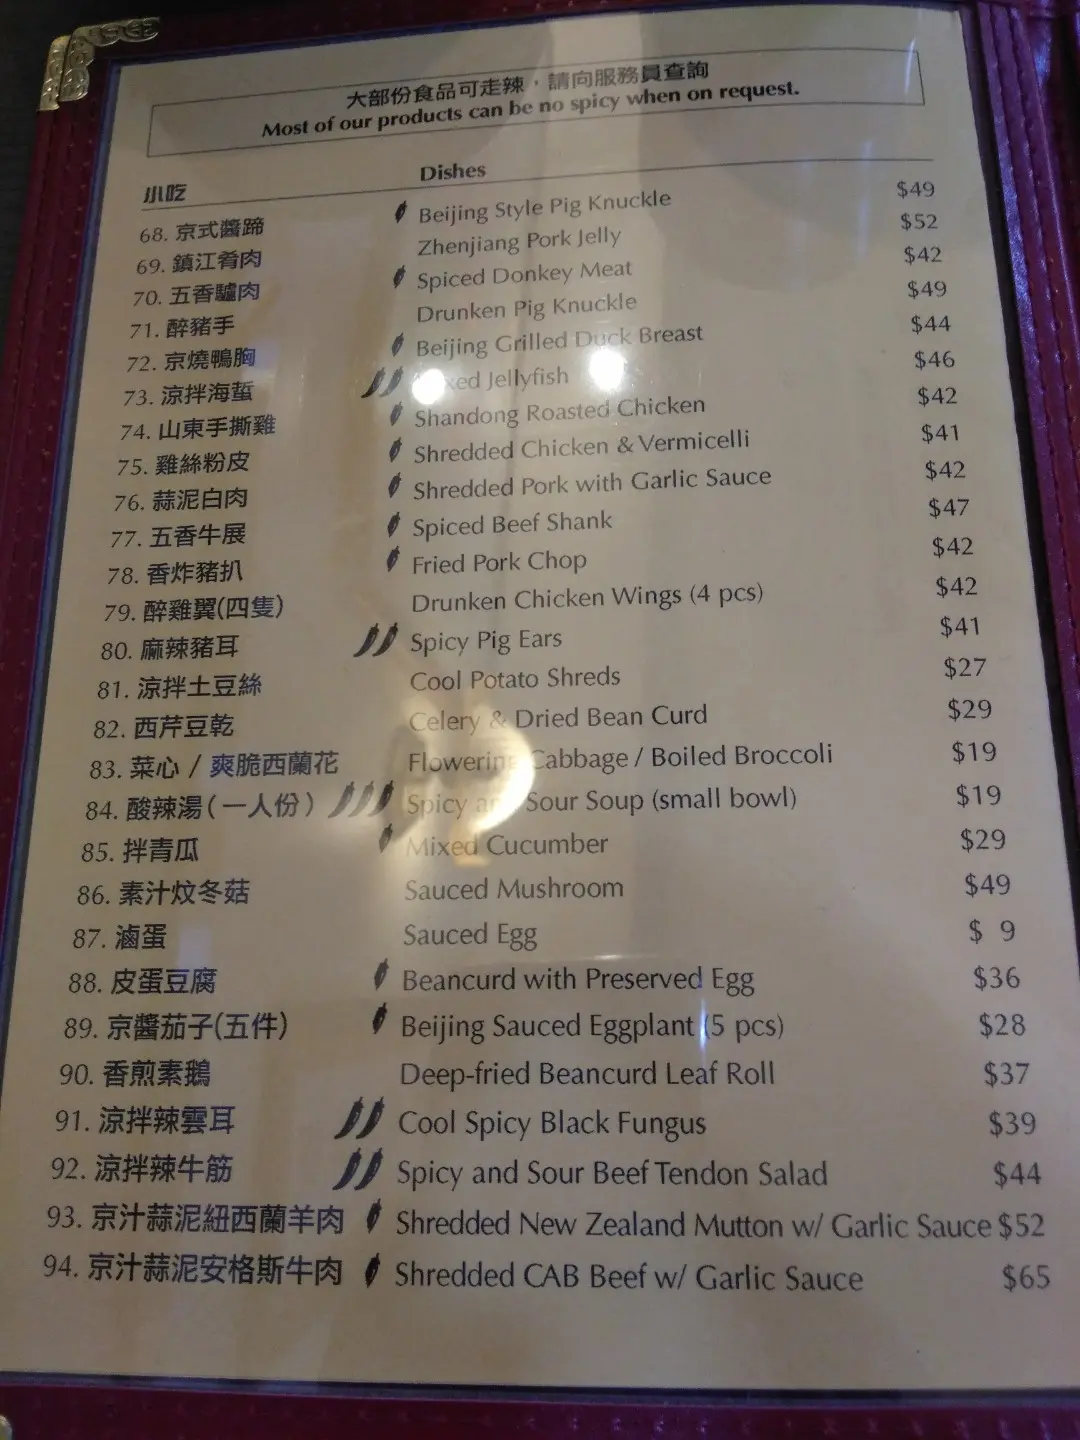 大部份食品可走辣，請向服務員查詢
Most of our products can be no spicy when on request.
小吃 Dishes
68. 京式醬蹄 Beijing Style Pig Knuckle $49
69. 鎮江肴肉 Zhenjiang Pork Jelly $52
70. 五香驢肉 Spiced Donkey Meat $42
71. 醉豬手 Drunken Pig Knuckle $49
72. 京燒鴨胸 Beijing Grilled Duck Breast $44
73. 涼拌海蜇 Jellyfish $46
74. 山東手撕雞 Shandong Roasted Chicken $42
75. 雞絲粉皮 Shredded Chicken & Vermicelli $41
76. 蒜泥白肉 Shredded Pork with Garlic Sauce $42
77. 五香牛展 Spiced Beef Shank $47
78. 香炸豬扒 Fried Pork Chop $42
79. 醉雞翼(四隻) Drunken Chicken Wings (4 pcs) $42
80. 麻辣豬耳 Spicy Pig Ears $41
81. 涼拌土豆絲 Cool Potato Shreds $27
82. 西芹豆乾 Celery & Dried Bean Curd $29
83. 菜心 / 爽脆西蘭花 Flowering Cabbage / Boiled Broccoli $19
84. 酸辣湯(一人份) Spicy and Sour Soup (small bowl) $19
85. 拌青瓜 Mixed Cucumber $29
86. 素汁炆冬菇 Sauced Mushroom $49
87. 滷蛋 Sauced Egg $ 9
88. 皮蛋豆腐 Beancurd with Preserved Egg $36
89. 京醬茄子(五件) Beijing Sauced Eggplant (5 pcs) $28
90. 香煎素鵝 Deep-fried Beancurd Leaf Roll $37
91. 涼拌辣雲耳 Cool Spicy Black Fungus $39
92. 涼拌辣牛筋 Spicy and Sour Beef Tendon Salad $44
93. 京汁蒜泥紐西蘭羊肉 Shredded New Zealand Mutton w/ Garlic Sauce $52
94. 京汁蒜泥安格斯牛肉 Shredded CAB Beef w/ Garlic Sauce $65